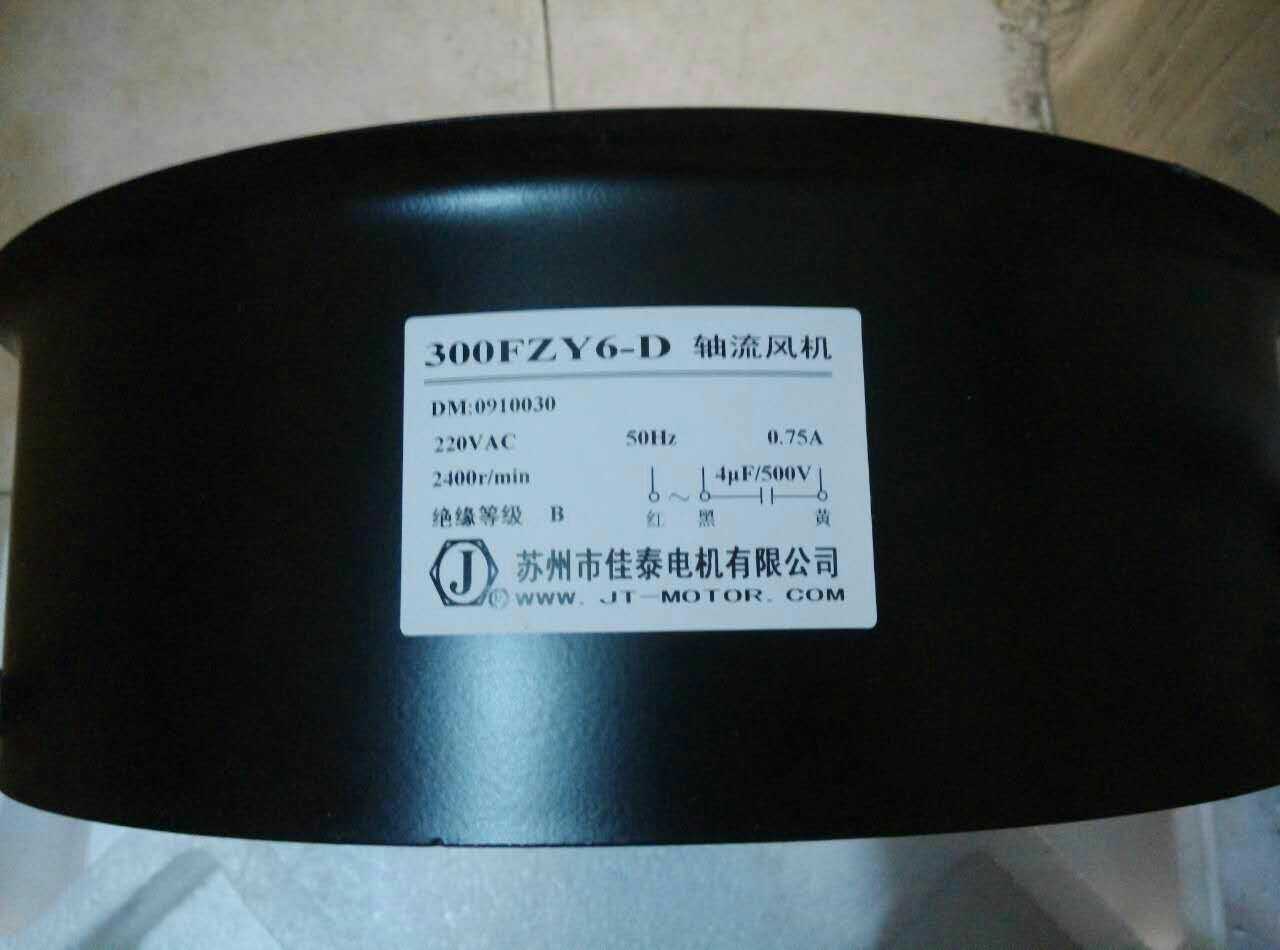 300FZY6-D 轴流风机
DM:0910030
220VAC 50Hz 0.75A
2400r/min 4μF/500V
~
绝缘等级 B 红 黑 黄
J® 苏州市佳泰电机有限公司
WWW.JT-MOTOR.COM